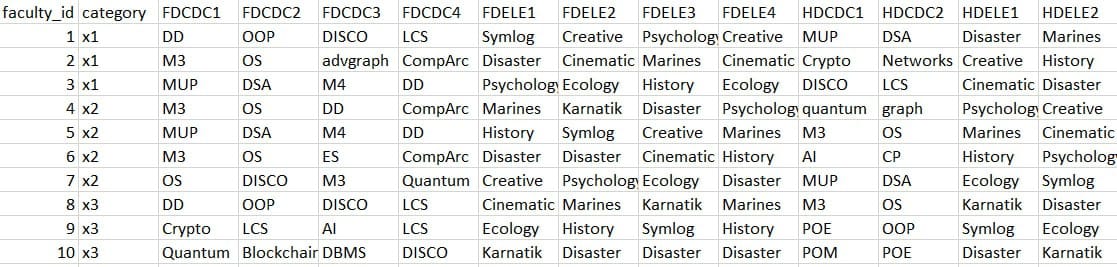 faculty_id category FDCDC1 FDCDC2 FDCDC3 FDCDC4 FDELE1 FDELE2 FDELE3 FDELE4 HDCDC1 HDCDC2 HDELE1 HDELE2
1 x1 DD OOP DISCO LCS Symlog Creative Psychology Creative MUP DSA Disaster Marines
2 x1 M3 OS advgraph CompArc Disaster Cinematic Marines Cinematic Crypto Networks Creative History
3 x1 MUP DSA M4 DD Psychology Ecology History Ecology DISCO LCS Cinematic Disaster
4 x2 M3 OS DD CompArc Marines Karnatik Disaster Psychology quantum graph Psychology Creative
5 x2 MUP DSA M4 DD History Symlog Creative Marines M3 OS Marines Cinematic
6 x2 M3 OS ES CompArc Disaster Disaster Cinematic History AI CP History Psycholog
7 x2 OS DISCO M3 Quantum Creative Psychology Ecology Disaster MUP DSA Ecology Symlog
8 x3 DD OOP DISCO LCS Cinematic Marines Karnatik Marines M3 OS Karnatik Disaster
9 x3 Crypto LCS AI LCS Ecology History Symlog History POE OOP Symlog Ecology
10 x3 Quantum Blockchair DBMS DISCO Karnatik Disaster Disaster Disaster POM POE Disaster Karnatik